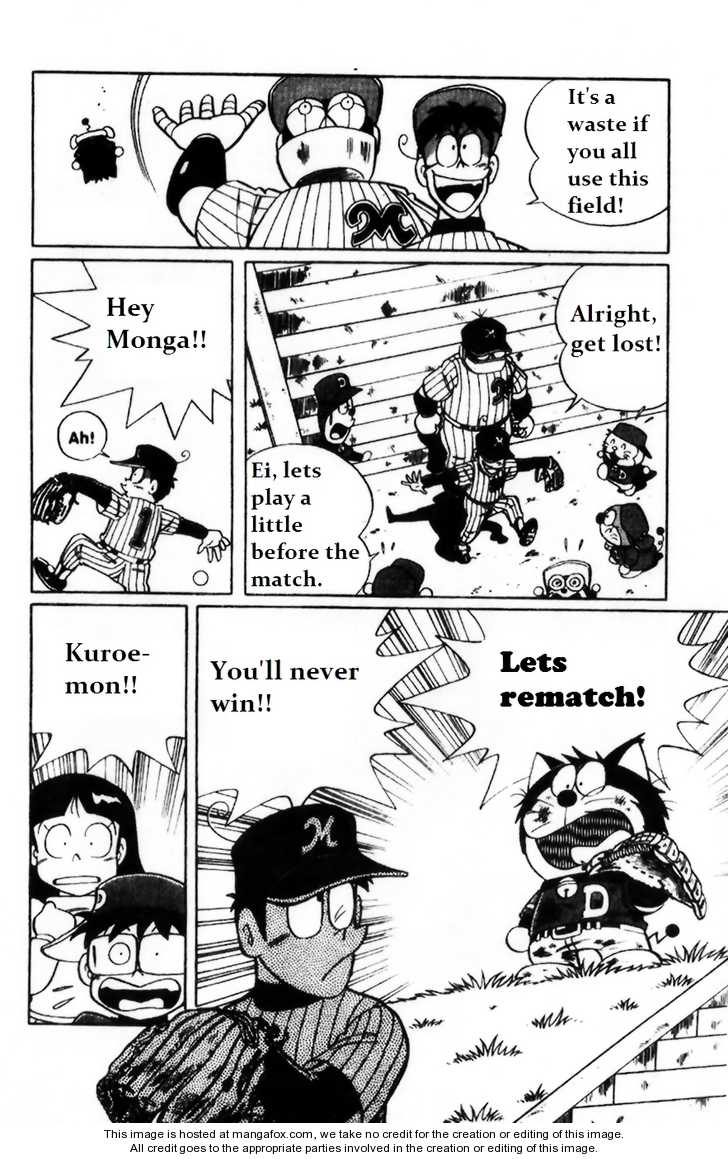 It's a
waste if
you all
use this
field!
M
Hey
Monga!!
Ah!
1
Alright,
get lost!
Ei, lets
play a
little
before the
match.
Kuroe-
mon!!
You'll never
win!!
Lets
rematch!
M
D
This image is hosted at mangafox.com, we take no credit for the creation or editing of this image.
All credit goes to the appropriate parties involved in the creation or editing of this image.